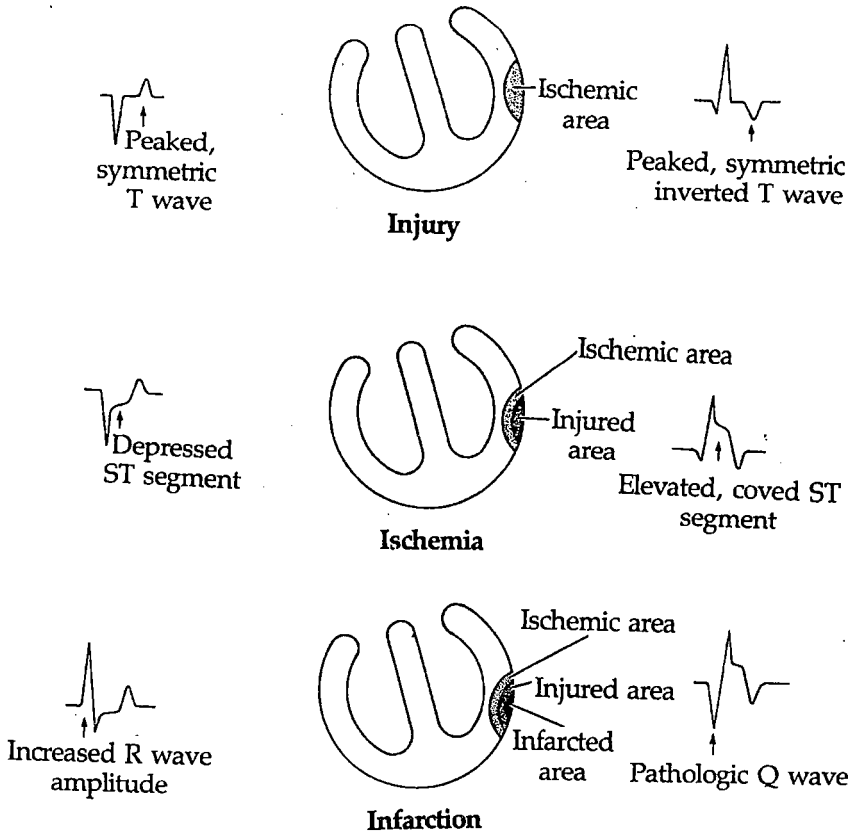 Peaked,
symmetric
T wave
Ischemic
area
Peaked, symmetric
inverted T wave
Injury
Depressed
ST segment
Ischemic area
Injured
area
Elevated, coved ST
segment
Ischemia
Increased R wave
amplitude
Ischemic area
Injured area
Infarcted
area
Pathologic Q wave
Infarction